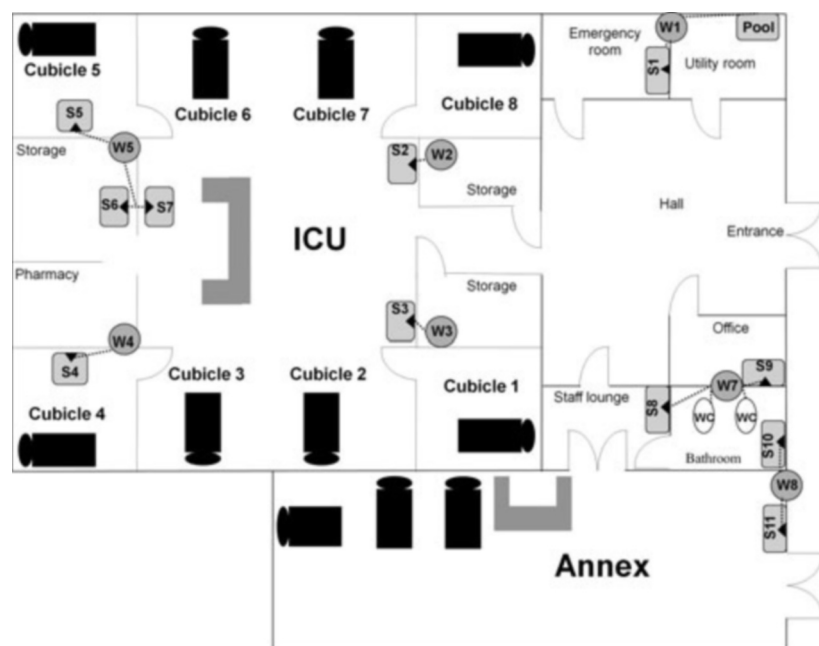 Emergency
room
W1
Pool
S1
Utility room
Cubicle 5
Cubicle 6
Cubicle 7
Cubicle 8
S5
Storage
W5
S2
W2
S6
S7
Storage
Hall
ICU
Entrance
Pharmacy
Storage
S3
W3
Office
W4
S4
Cubicle 3
Cubicle 2
Cubicle 1
Staff lounge
W7
S9
S8
WC
WC
Cubicle 4
S10
Bathroom
W8
S11
Annex